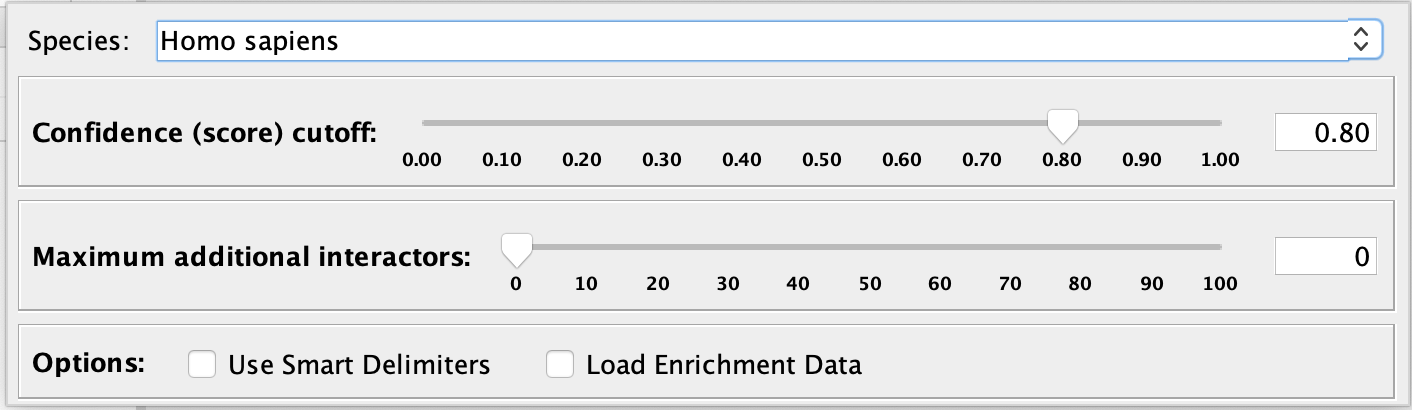 Species: Homo sapiens
Confidence (score) cutoff: 0.80
0.00 0.10 0.20 0.30 0.40 0.50 0.60 0.70 0.80 0.90 1.00
Maximum additional interactors: 0
0 10 20 30 40 50 60 70 80 90 100
Options: Use Smart Delimiters Load Enrichment Data